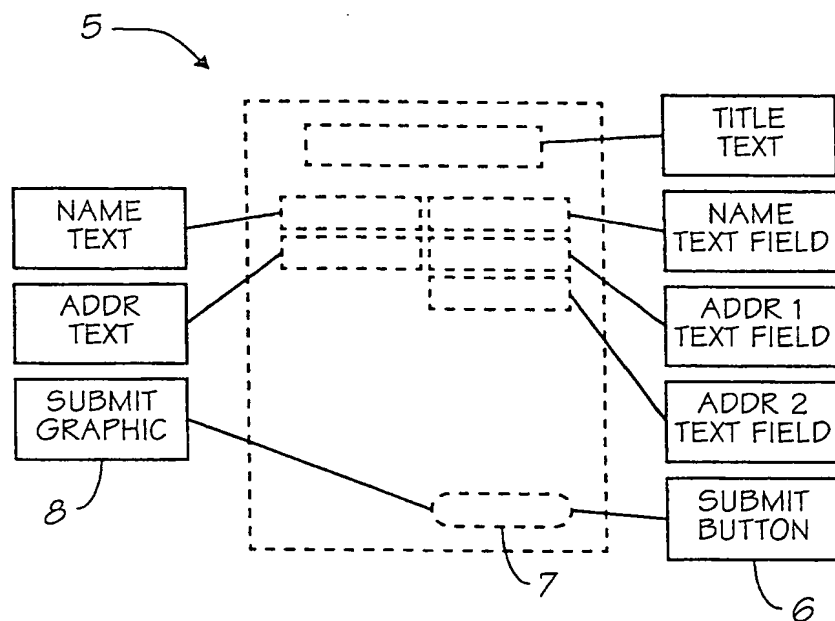 5
TITLE
TEXT
NAME
TEXT
NAME
TEXT FIELD
ADDR
TEXT
ADDR 1
TEXT FIELD
SUBMIT
GRAPHIC
ADDR 2
TEXT FIELD
8
SUBMIT
BUTTON
7
6